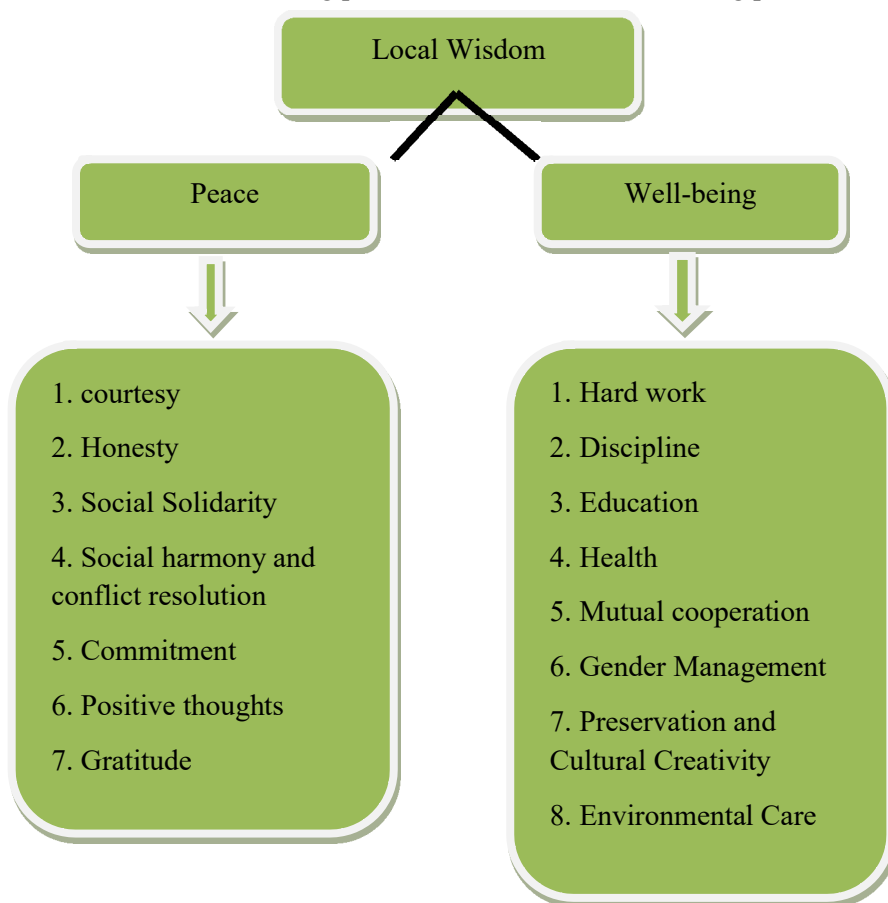 Local Wisdom
Peace
Well-being
1. courtesy
2. Honesty
3. Social Solidarity
4. Social harmony and
conflict resolution
5. Commitment
6. Positive thoughts
7. Gratitude
1. Hard work
2. Discipline
3. Education
4. Health
5. Mutual cooperation
6. Gender Management
7. Preservation and
Cultural Creativity
8. Environmental Care